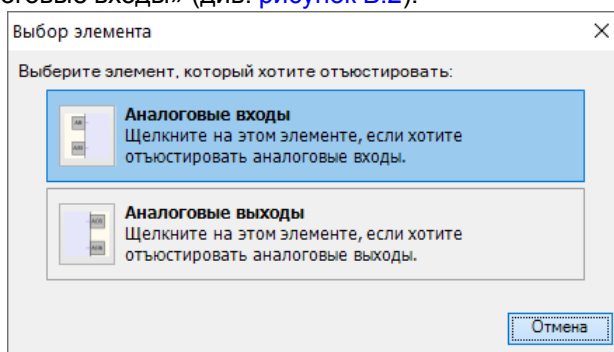 оговые входы» (див. рисунок В.2).
Выбор элемента
Выберите элемент, который хотите отъюстировать:
Аналоговые входы
Щелкните на этом элементе, если хотите
отъюстировать аналоговые входы.
Аналоговые выходы
Щелкните на этом элементе, если хотите
отъюстировать аналоговые выходы.
Отмена